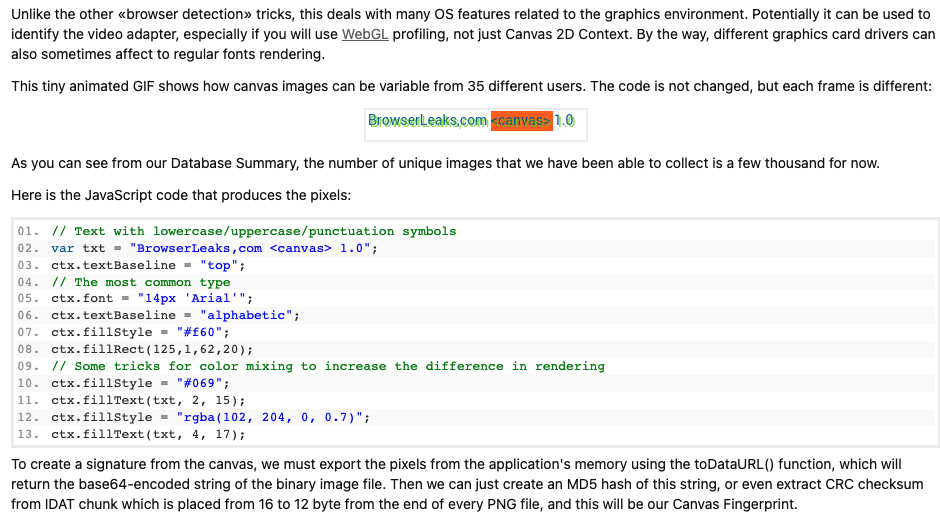 Unlike the other «browser detection» tricks, this deals with many OS features related to the graphics environment. Potentially it can be used to
identify the video adapter, especially if you will use WebGL profiling, not just Canvas 2D Context. By the way, different graphics card drivers can
also sometimes affect to regular fonts rendering.
This tiny animated GIF shows how canvas images can be variable from 35 different users. The code is not changed, but each frame is different:
BrowserLeaks,com <canvas> 1.0
As you can see from our Database Summary, the number of unique images that we have been able to collect is a few thousand for now.
Here is the JavaScript code that produces the pixels:
01. // Text with lowercase/uppercase/punctuation symbols
02. var txt = "BrowserLeaks,com <canvas> 1.0";
03. ctx.textBaseline = "top";
04. // The most common type
05. ctx.font = "14px 'Arial'";
06. ctx.textBaseline = "alphabetic";
07. ctx.fillStyle = "#f60";
08. ctx.fillRect(125,1,62,20);
09. // Some tricks for color mixing to increase the difference in rendering
10. ctx.fillStyle = "#069";
11. ctx.fillText(txt, 2, 15);
12. ctx.fillStyle = "rgba(102, 204, 0, 0.7)";
13. ctx.fillText(txt, 4, 17);
To create a signature from the canvas, we must export the pixels from the application's memory using the toDataURL() function, which will
return the base64-encoded string of the binary image file. Then we can just create an MD5 hash of this string, or even extract CRC checksum
from IDAT chunk which is placed from 16 to 12 byte from the end of every PNG file, and this will be our Canvas Fingerprint.